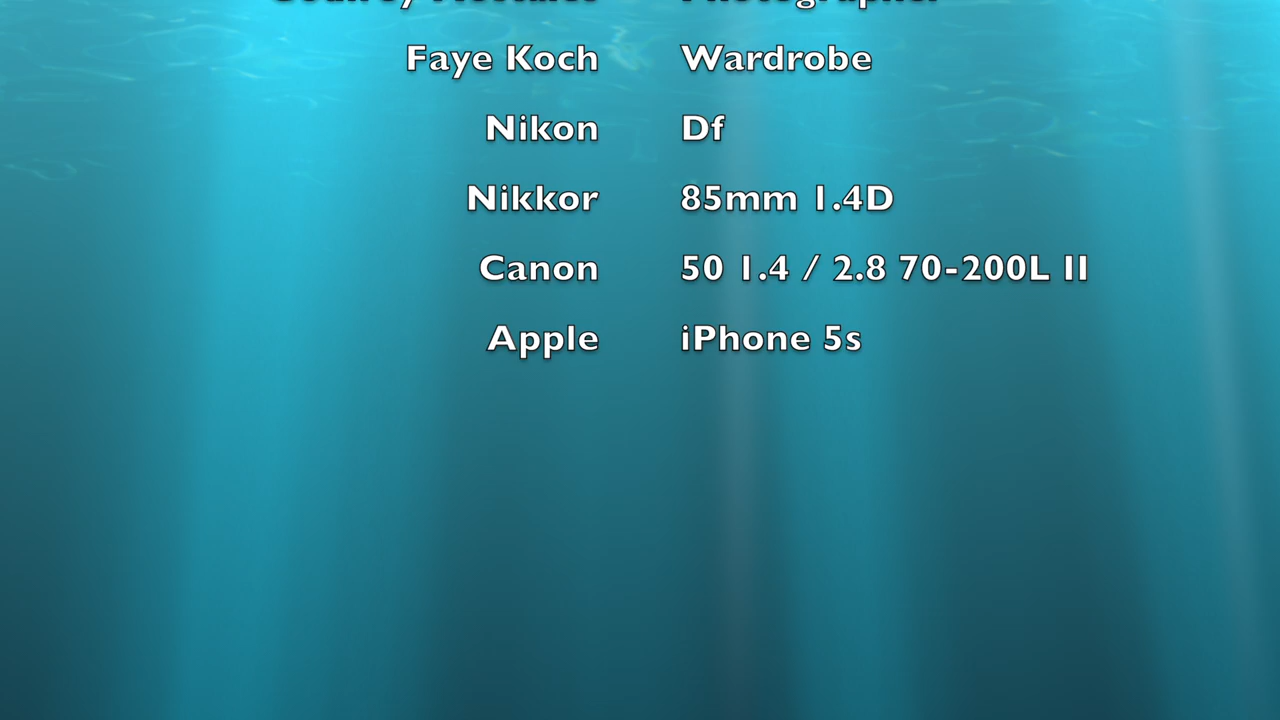 Photographer
Faye Koch Wardrobe
Nikon Df
Nikkor 85mm 1.4D
Canon 50 1.4 / 2.8 70-200L II
Apple iPhone 5s